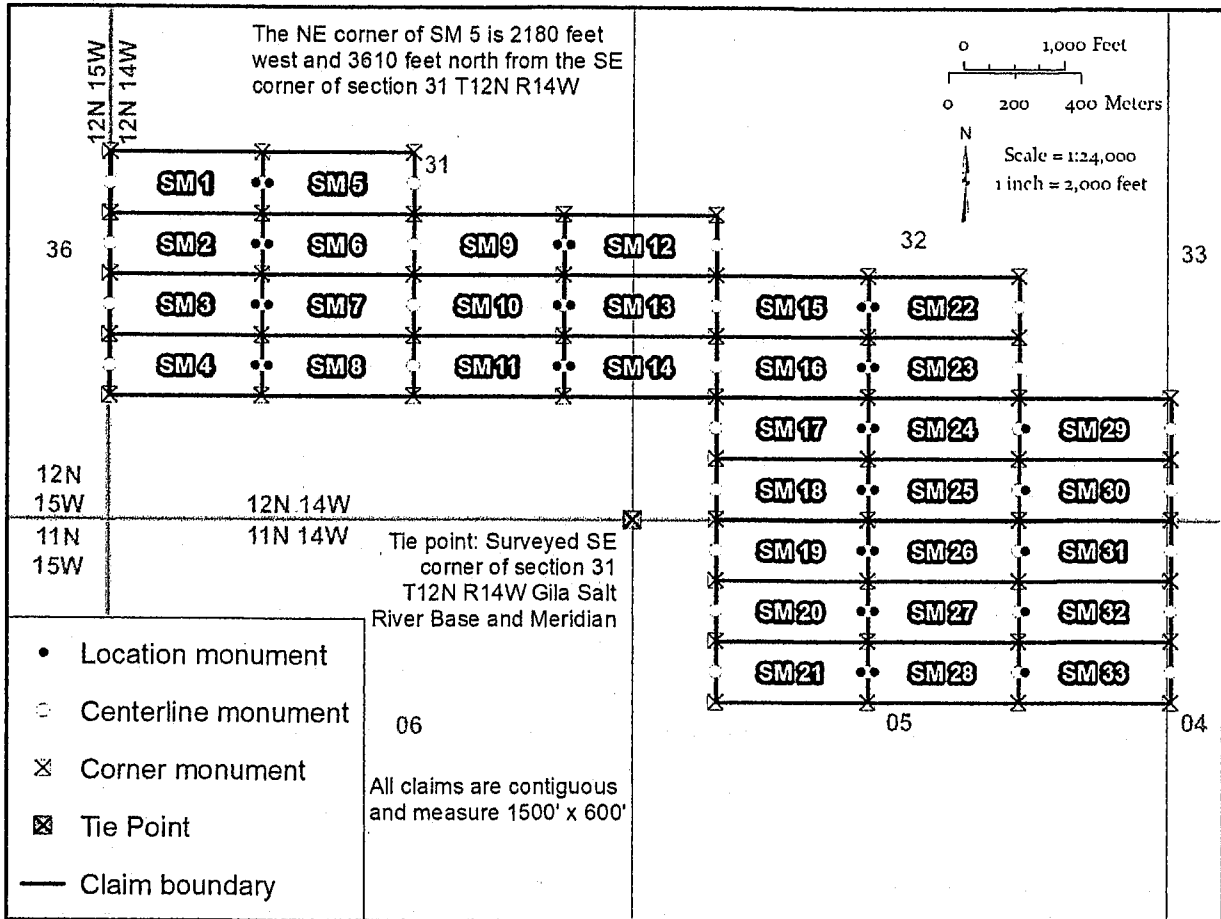 The NE corner of SM 5 is 2180 feet
west and 3610 feet north from the SE
corner of section 31 T12N R14W
0 1,000 Feet
0 200 400 Meters
N
Scale = 1:24,000
1 inch = 2,000 feet
12N 15W
12N 14W
31
SM 1 SM 5
36
SM 2 SM 6 SM 9 SM 12
32
33
SM 3 SM 7 SM 10 SM 13 SM 15 SM 22
SM 4 SM 8 SM 11 SM 14 SM 16 SM 23
SM 17 SM 24 SM 29
12N
15W
12N 14W
SM 18 SM 25 SM 30
11N
15W
11N 14W
Tie point: Surveyed SE
corner of section 31
T12N R14W Gila Salt
River Base and Meridian
SM 19 SM 26 SM 31
SM 20 SM 27 SM 32
SM 21 SM 28 SM 33
06
05
04
All claims are contiguous
and measure 1500' x 600'
Location monument
Centerline monument
Corner monument
Tie Point
Claim boundary